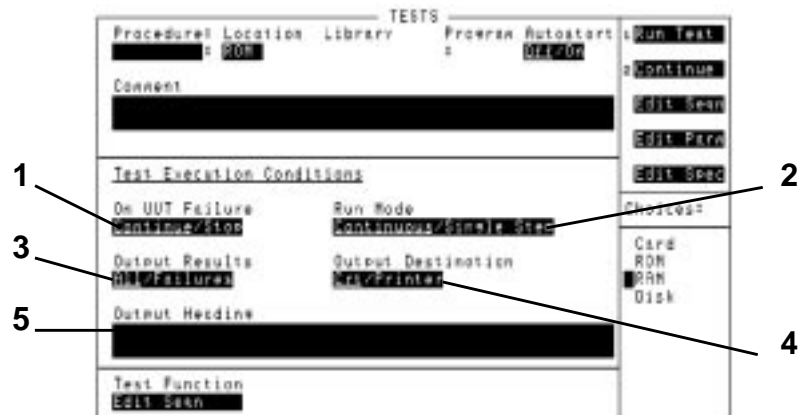 TESTS
Procedure: Location Library Program Autostart
: ROM : Off/On
Comment
Test Execution Conditions
On UUT Failure Run Mode
Continue/Stop Continuous/Single Step
Output Results Output Destination
All/Failures Crt/Printer
Output Heading
Test Function
Edit Seqn
1 Run Test
2 Continue
Edit Seqn
Edit Parm
Edit Spec
Choices:
Card
ROM
RAM
Disk
1
2
3
4
5